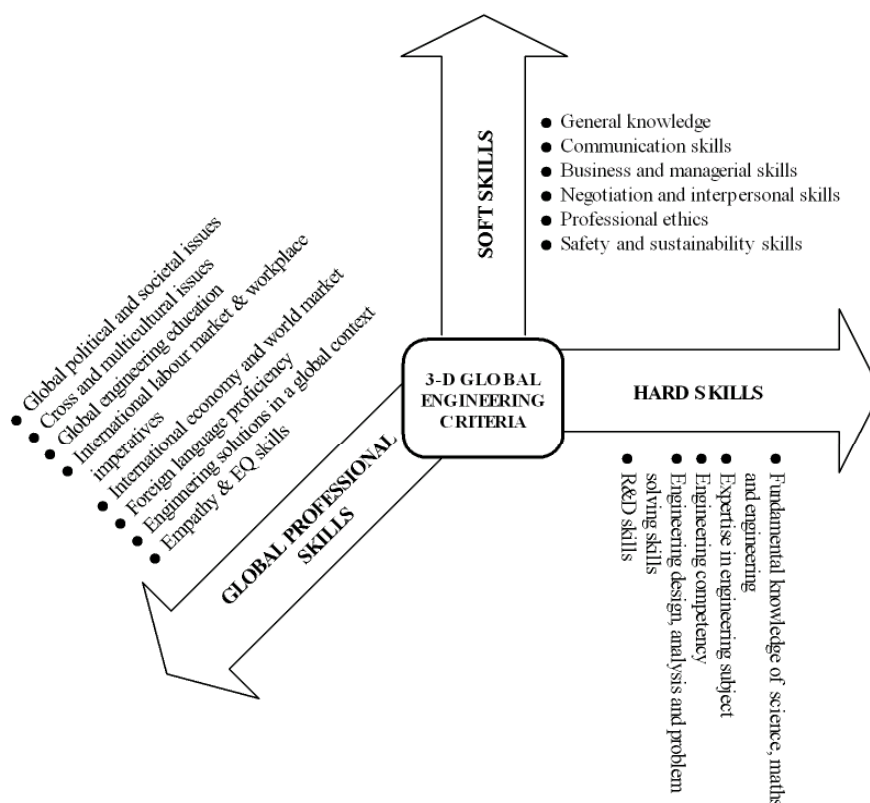 SOFT SKILLS
● General knowledge
● Communication skills
● Business and managerial skills
● Negotiation and interpersonal skills
● Professional ethics
● Safety and sustainability skills
3-D GLOBAL
ENGINEERING
CRITERIA
HARD SKILLS
● Fundamental knowledge of science, maths
and engineering
● Expertise in engineering subject
● Engineering competency
● Engineering design, analysis and problem
solving skills
● R&D skills
GLOBAL PROFESSIONAL
SKILLS
● Global political and societal issues
● Cross and multicultural issues
● Global engineering education
● International labour market & workplace
imperatives
● International economy and world market
● Foreign language proficiency
● Enginnering solutions in a global context
● Empathy & EQ skills